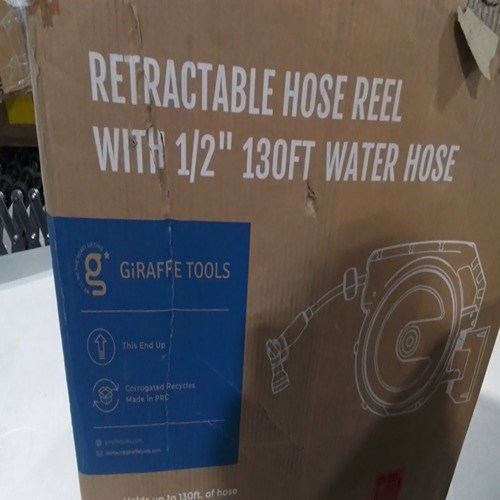 RETRACTABLE HOSE REEL
WITH 1/2" 130FT WATER HOSE
g
GiRAFFE TOOLS
This End Up
Corrugated Recycles
Made in PRC
Holds up to 130ft. of hose